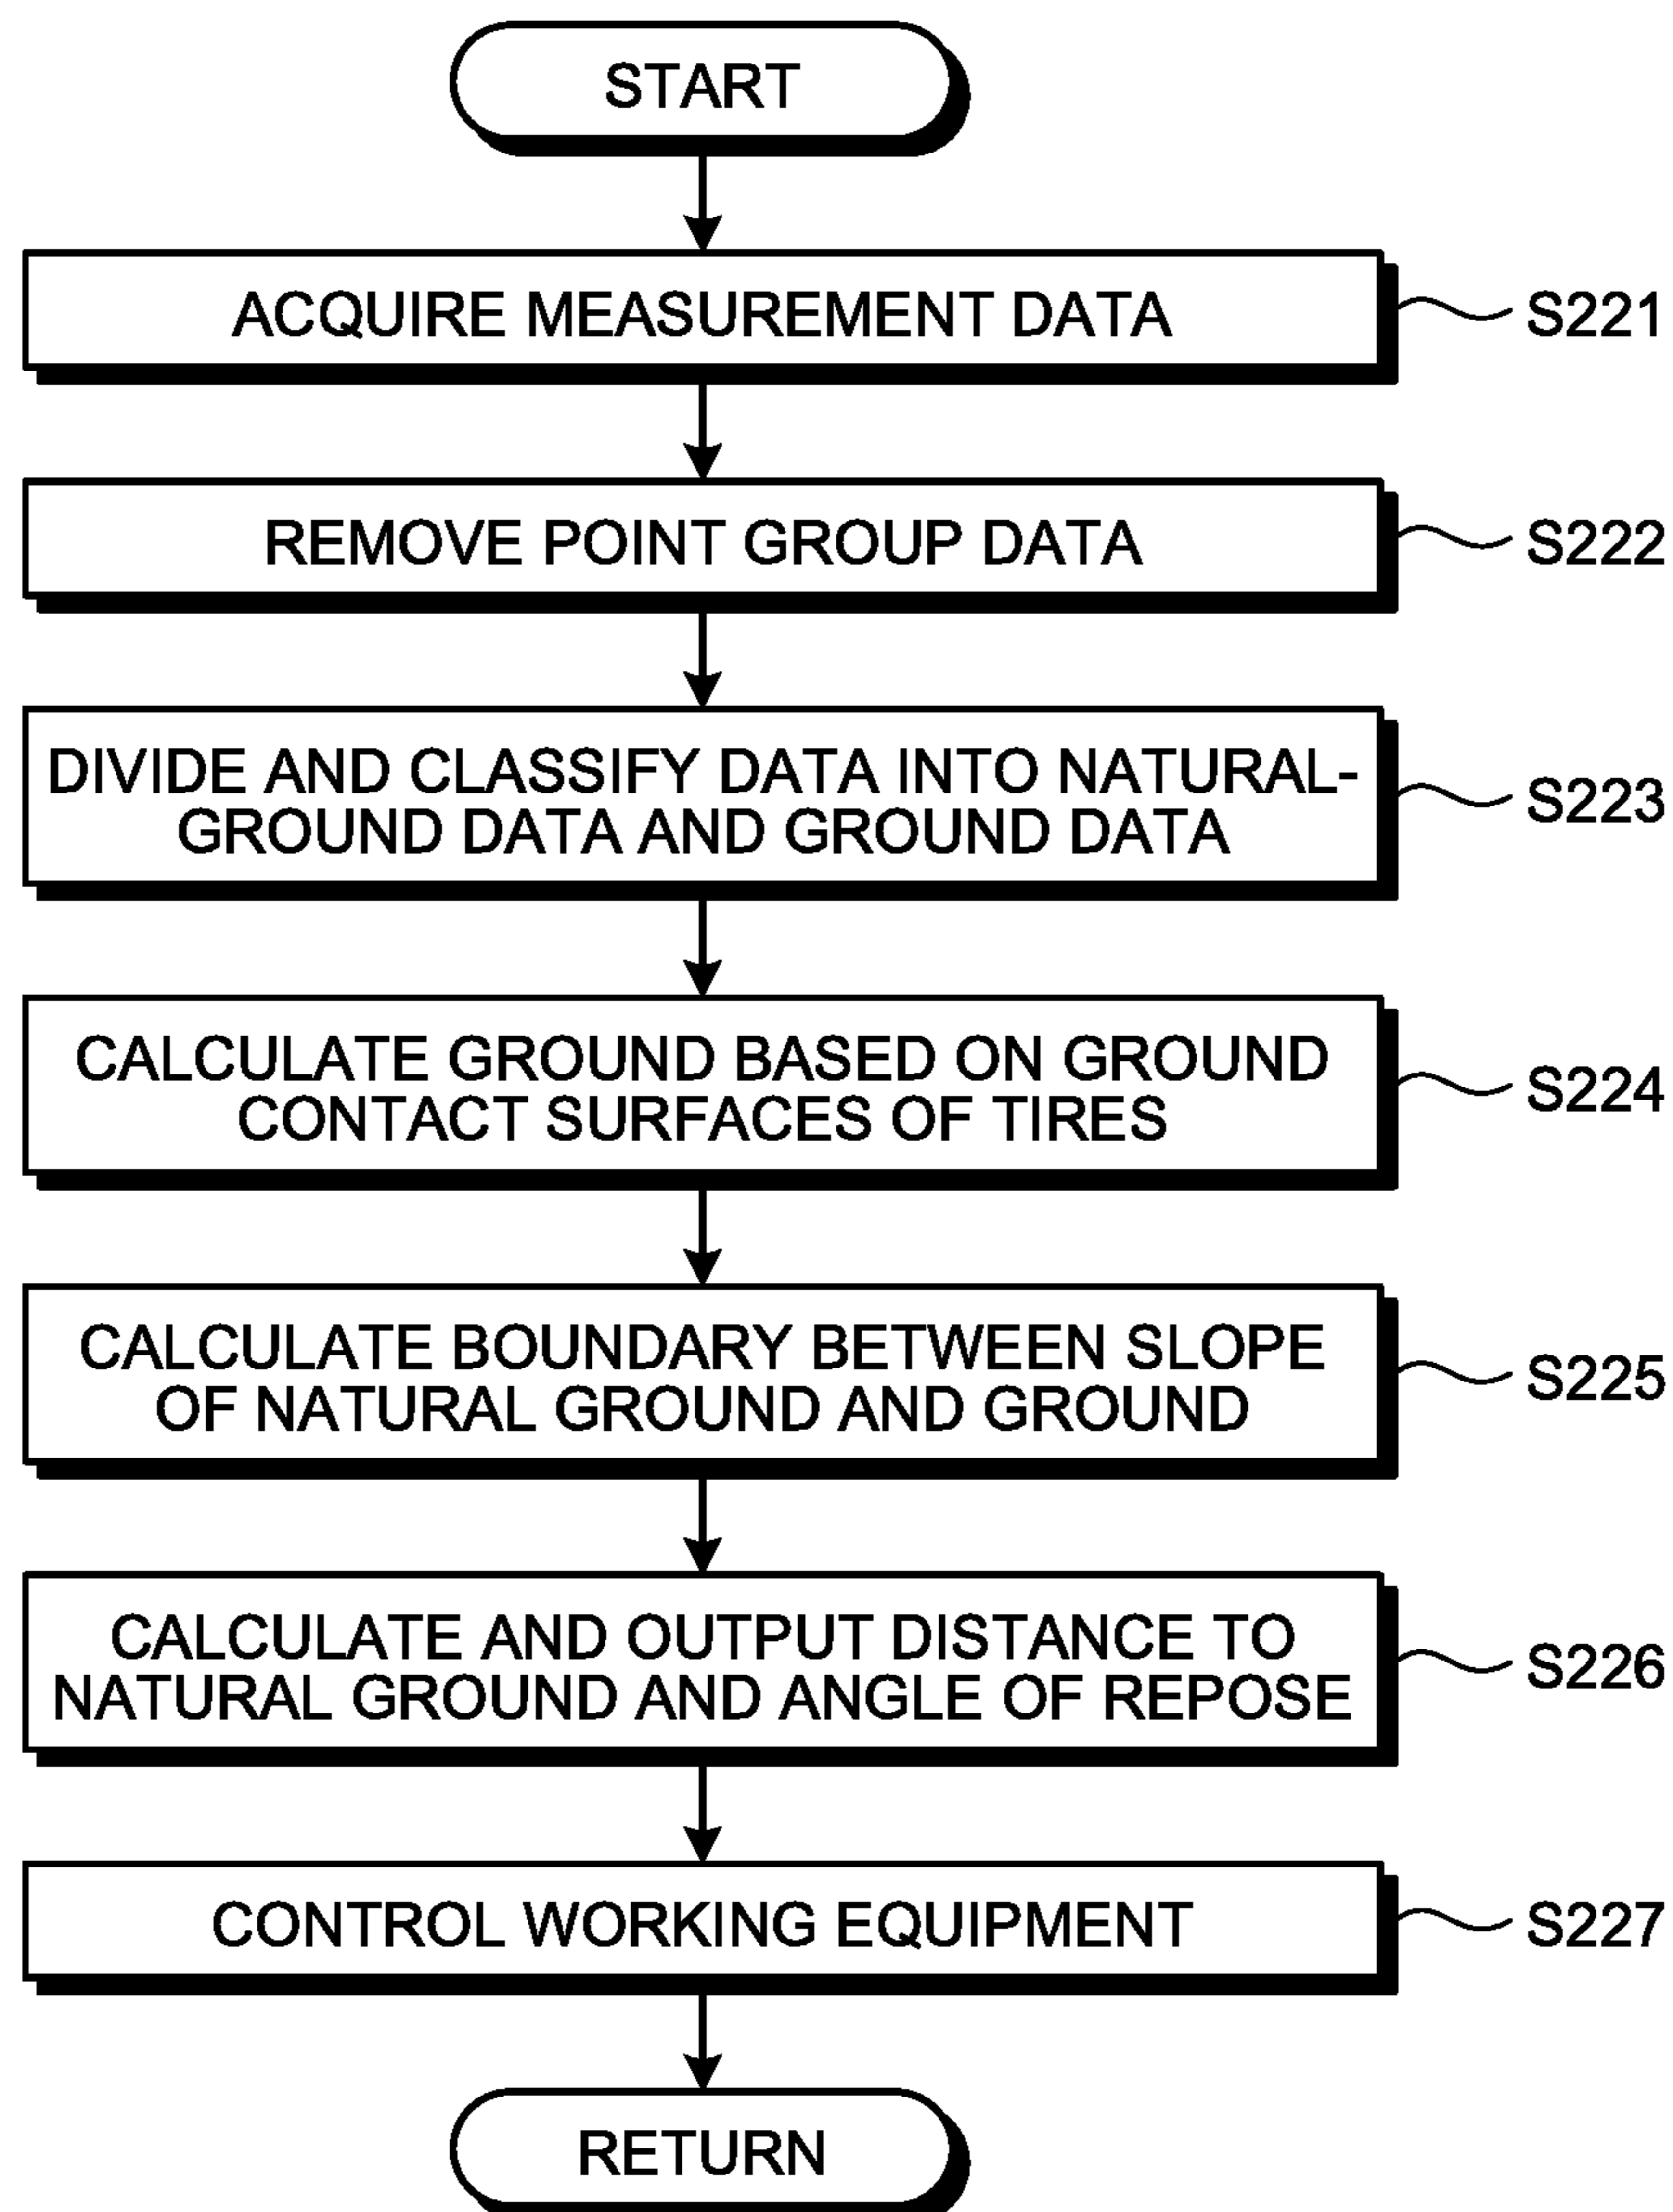 START
ACQUIRE MEASUREMENT DATA
S221
REMOVE POINT GROUP DATA
S222
DIVIDE AND CLASSIFY DATA INTO NATURAL-
GROUND DATA AND GROUND DATA
S223
CALCULATE GROUND BASED ON GROUND
CONTACT SURFACES OF TIRES
S224
CALCULATE BOUNDARY BETWEEN SLOPE
OF NATURAL GROUND AND GROUND
S225
CALCULATE AND OUTPUT DISTANCE TO
NATURAL GROUND AND ANGLE OF REPOSE
S226
CONTROL WORKING EQUIPMENT
S227
RETURN